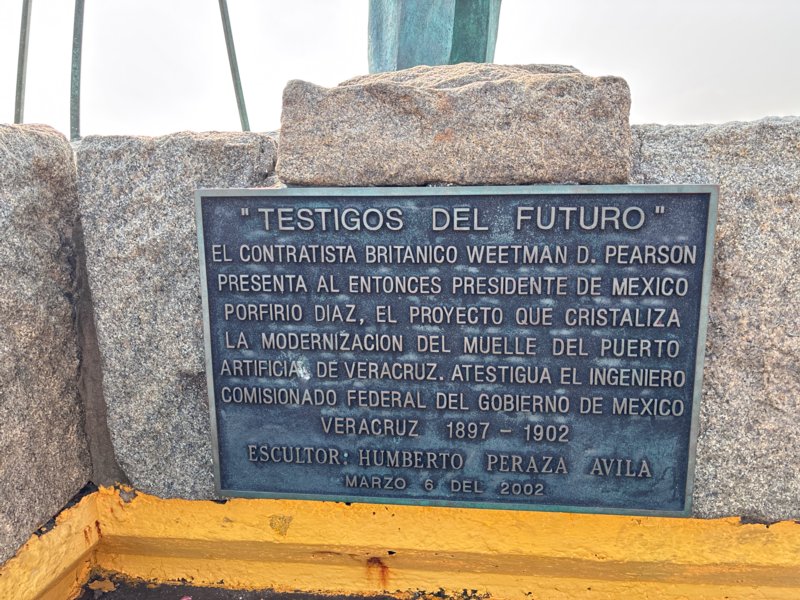 "TESTIGOS DEL FUTURO"
EL CONTRATISTA BRITANICO WEETMAN D. PEARSON
PRESENTA AL ENTONCES PRESIDENTE DE MEXICO
PORFIRIO DIAZ, EL PROYECTO QUE CRISTALIZA
LA MODERNIZACION DEL MUELLE DEL PUERTO
ARTIFICIAL DE VERACRUZ. ATESTIGUA EL INGENIERO
COMISIONADO FEDERAL DEL GOBIERNO DE MEXICO
VERACRUZ 1897 - 1902
ESCULTOR: HUMBERTO PERAZA AVILA
MARZO 6 DEL 2002